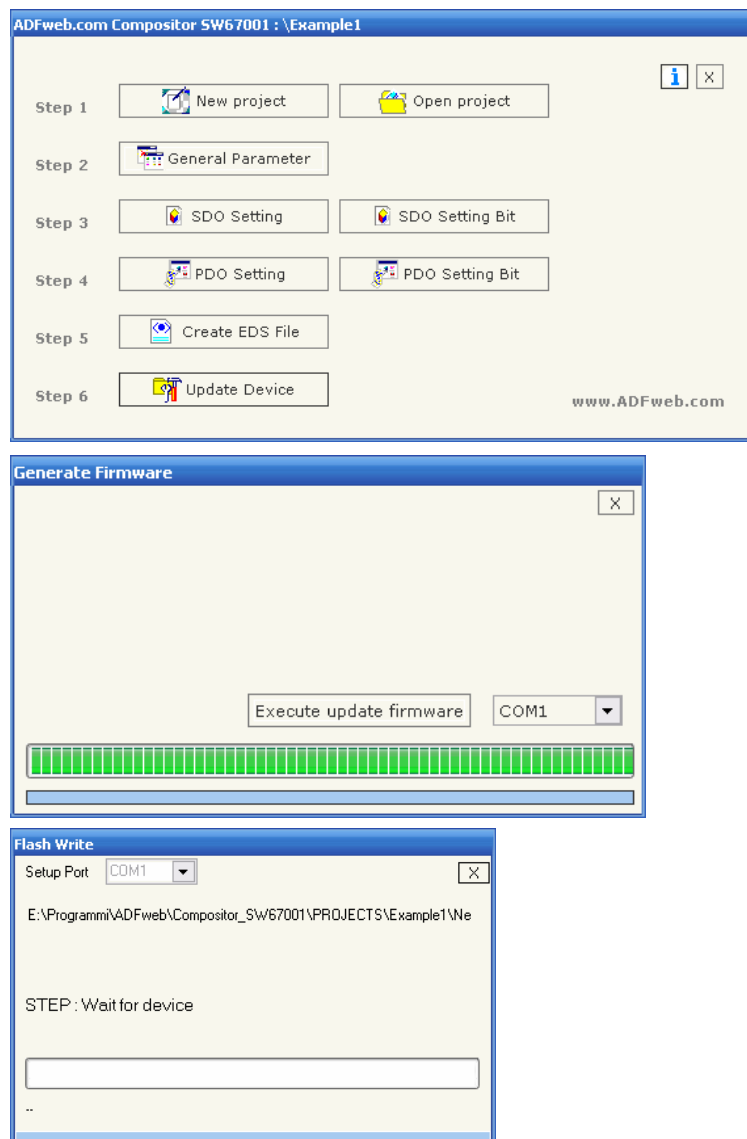 ADFweb.com Compositor SW67001 : \Example1
i X
Step 1 New project Open project
Step 2 General Parameter
Step 3 SDO Setting SDO Setting Bit
Step 4 PDO Setting PDO Setting Bit
Step 5 Create EDS File
Step 6 Update Device
www.ADFweb.com
Generate Firmware
X
Execute update firmware COM1
Flash Write
Setup Port COM1 X
E:\Programmi\ADFweb\Compositor_SW67001\PROJECTS\Example1\Ne
STEP : Wait for device
..